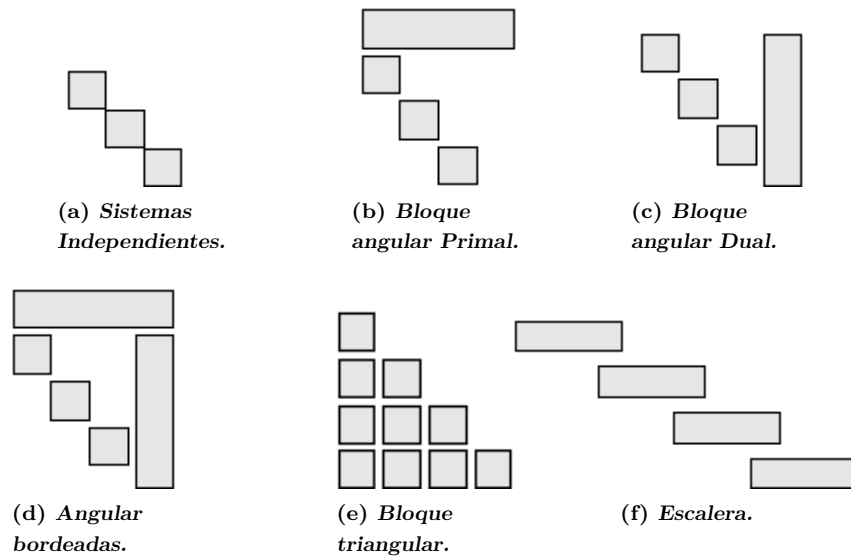 (a) Sistemas
Independientes.
(b) Bloque
angular Primal.
(c) Bloque
angular Dual.
(d) Angular
bordeadas.
(e) Bloque
triangular.
(f) Escalera.